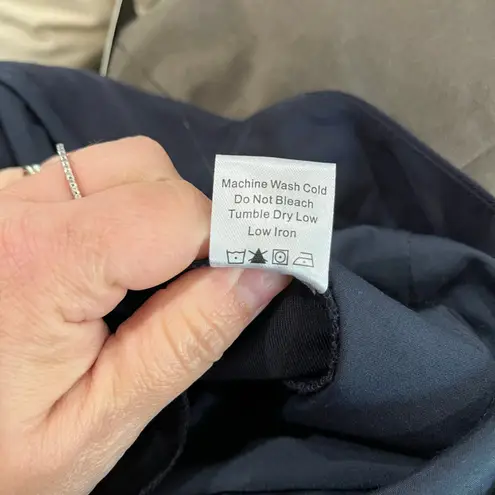 Machine Wash Cold
Do Not Bleach
Tumble Dry Low
Low Iron